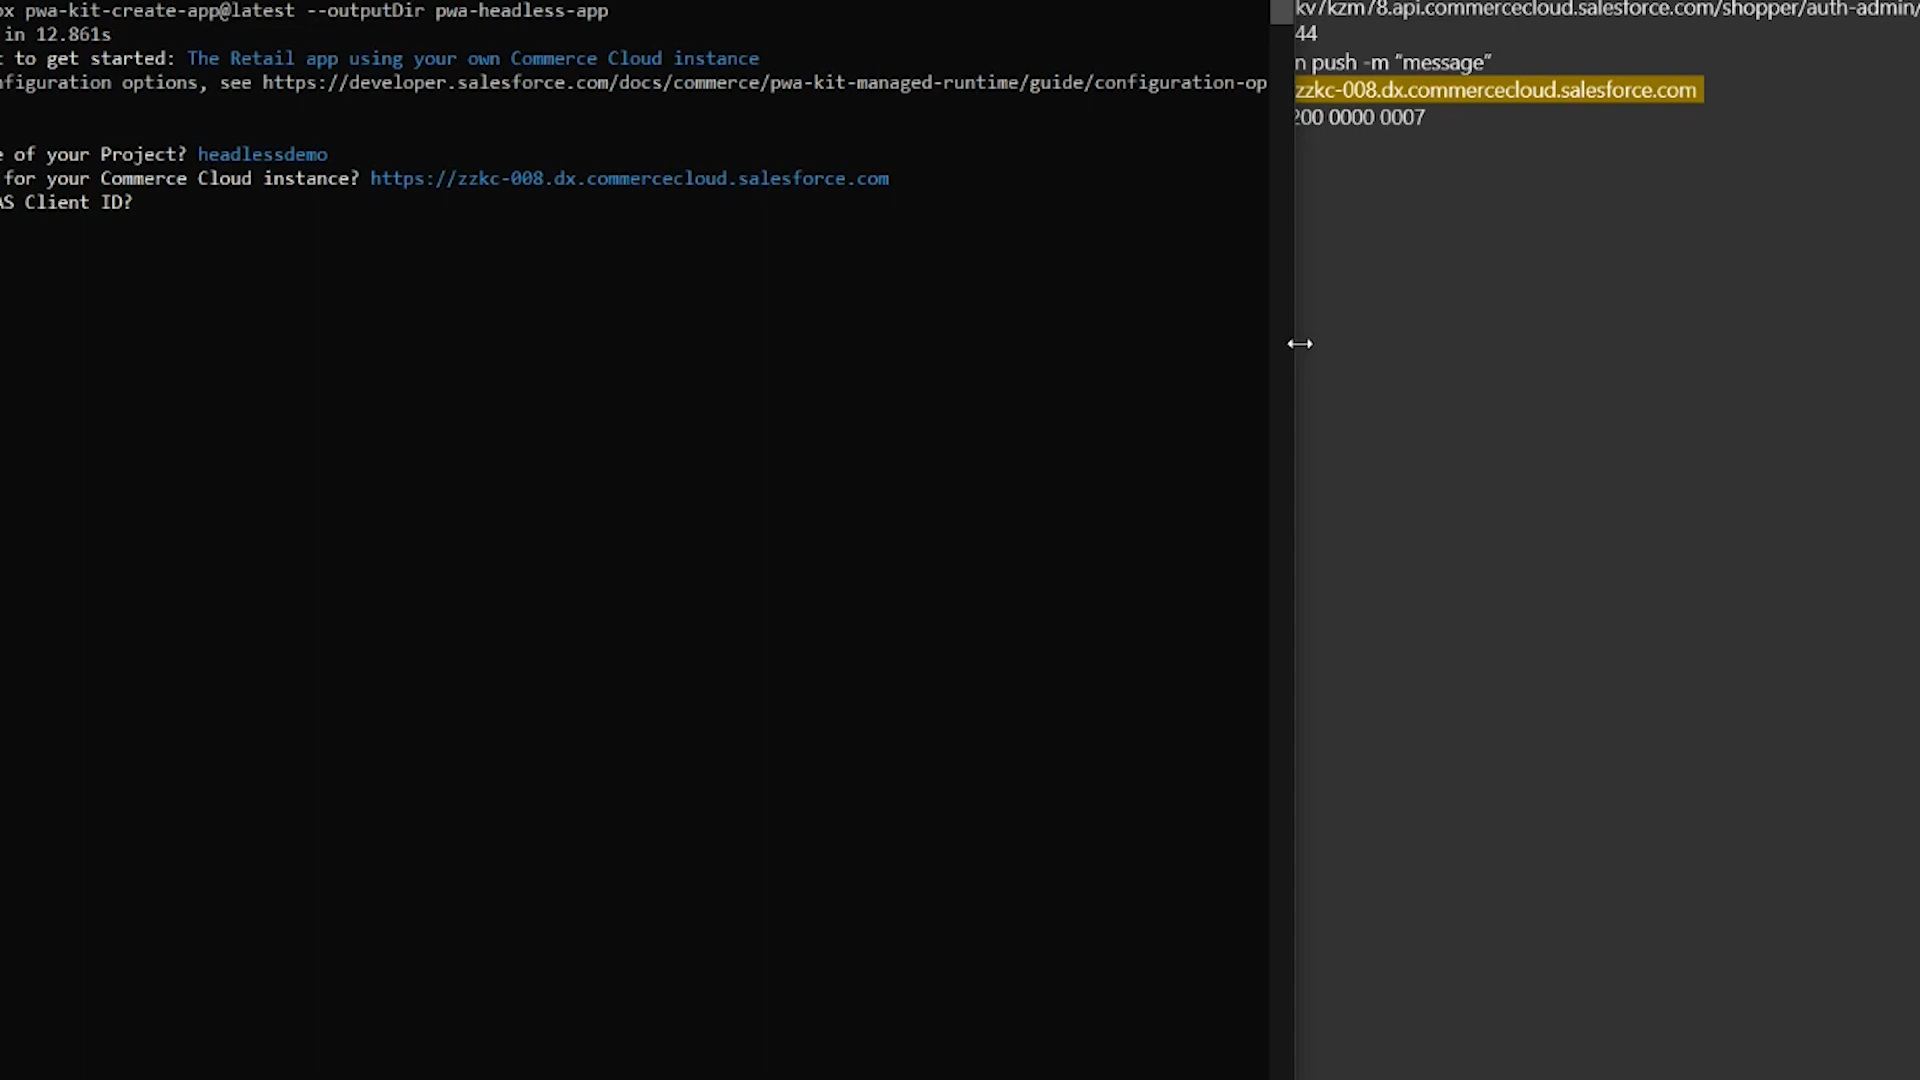 px pwa-kit-create-app@latest --outputDir pwa-headless-app
in 12.861s
t to get started: The Retail app using your own Commerce Cloud instance
nfiguration options, see https://developer.salesforce.com/docs/commerce/pwa-kit-managed-runtime/guide/configuration-op
e of your Project? headlessdemo
for your Commerce Cloud instance? https://zzkc-008.dx.commercecloud.salesforce.com
AS Client ID?
kv7kzm78.api.commercecloud.salesforce.com/shopper/auth-admin/
44
n push -m "message"
zzkc-008.dx.commercecloud.salesforce.com
200 0000 0007